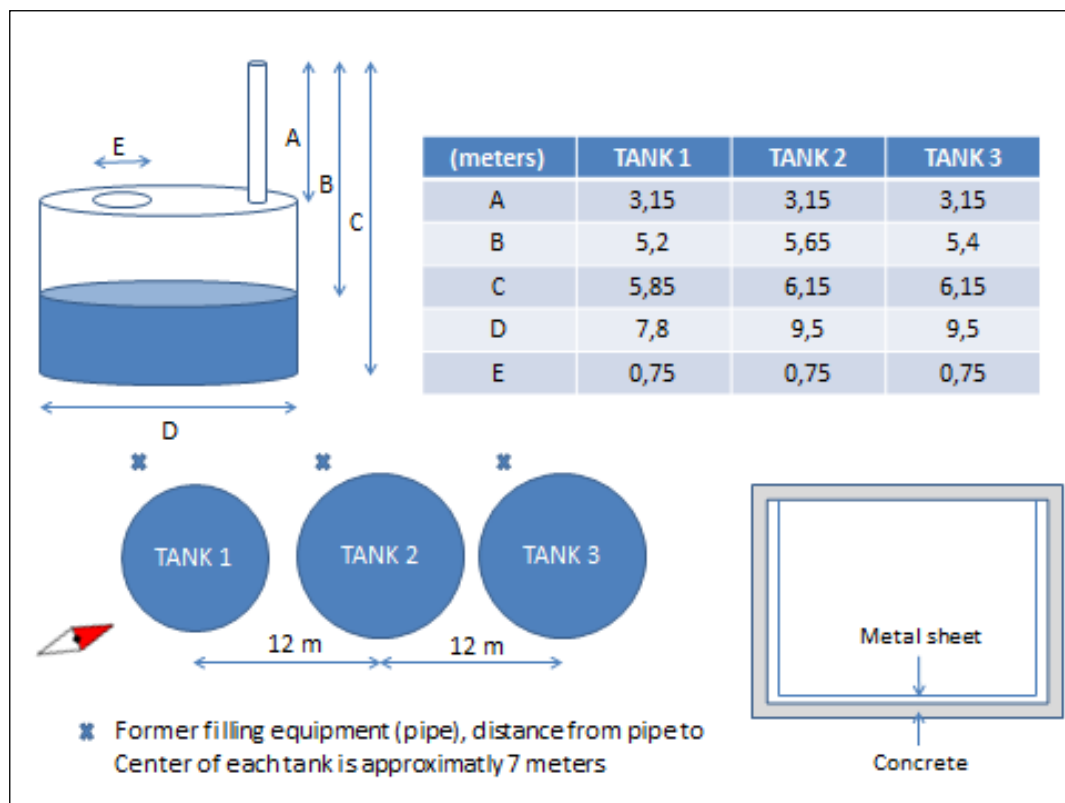 A
E
B
C
D
(meters) TANK 1 TANK 2 TANK 3
A 3,15 3,15 3,15
B 5,2 5,65 5,4
C 5,85 6,15 6,15
D 7,8 9,5 9,5
E 0,75 0,75 0,75
TANK 1 TANK 2 TANK 3
12 m 12 m
Former filling equipment (pipe), distance from pipe to
Center of each tank is approximatly 7 meters
Metal sheet
Concrete